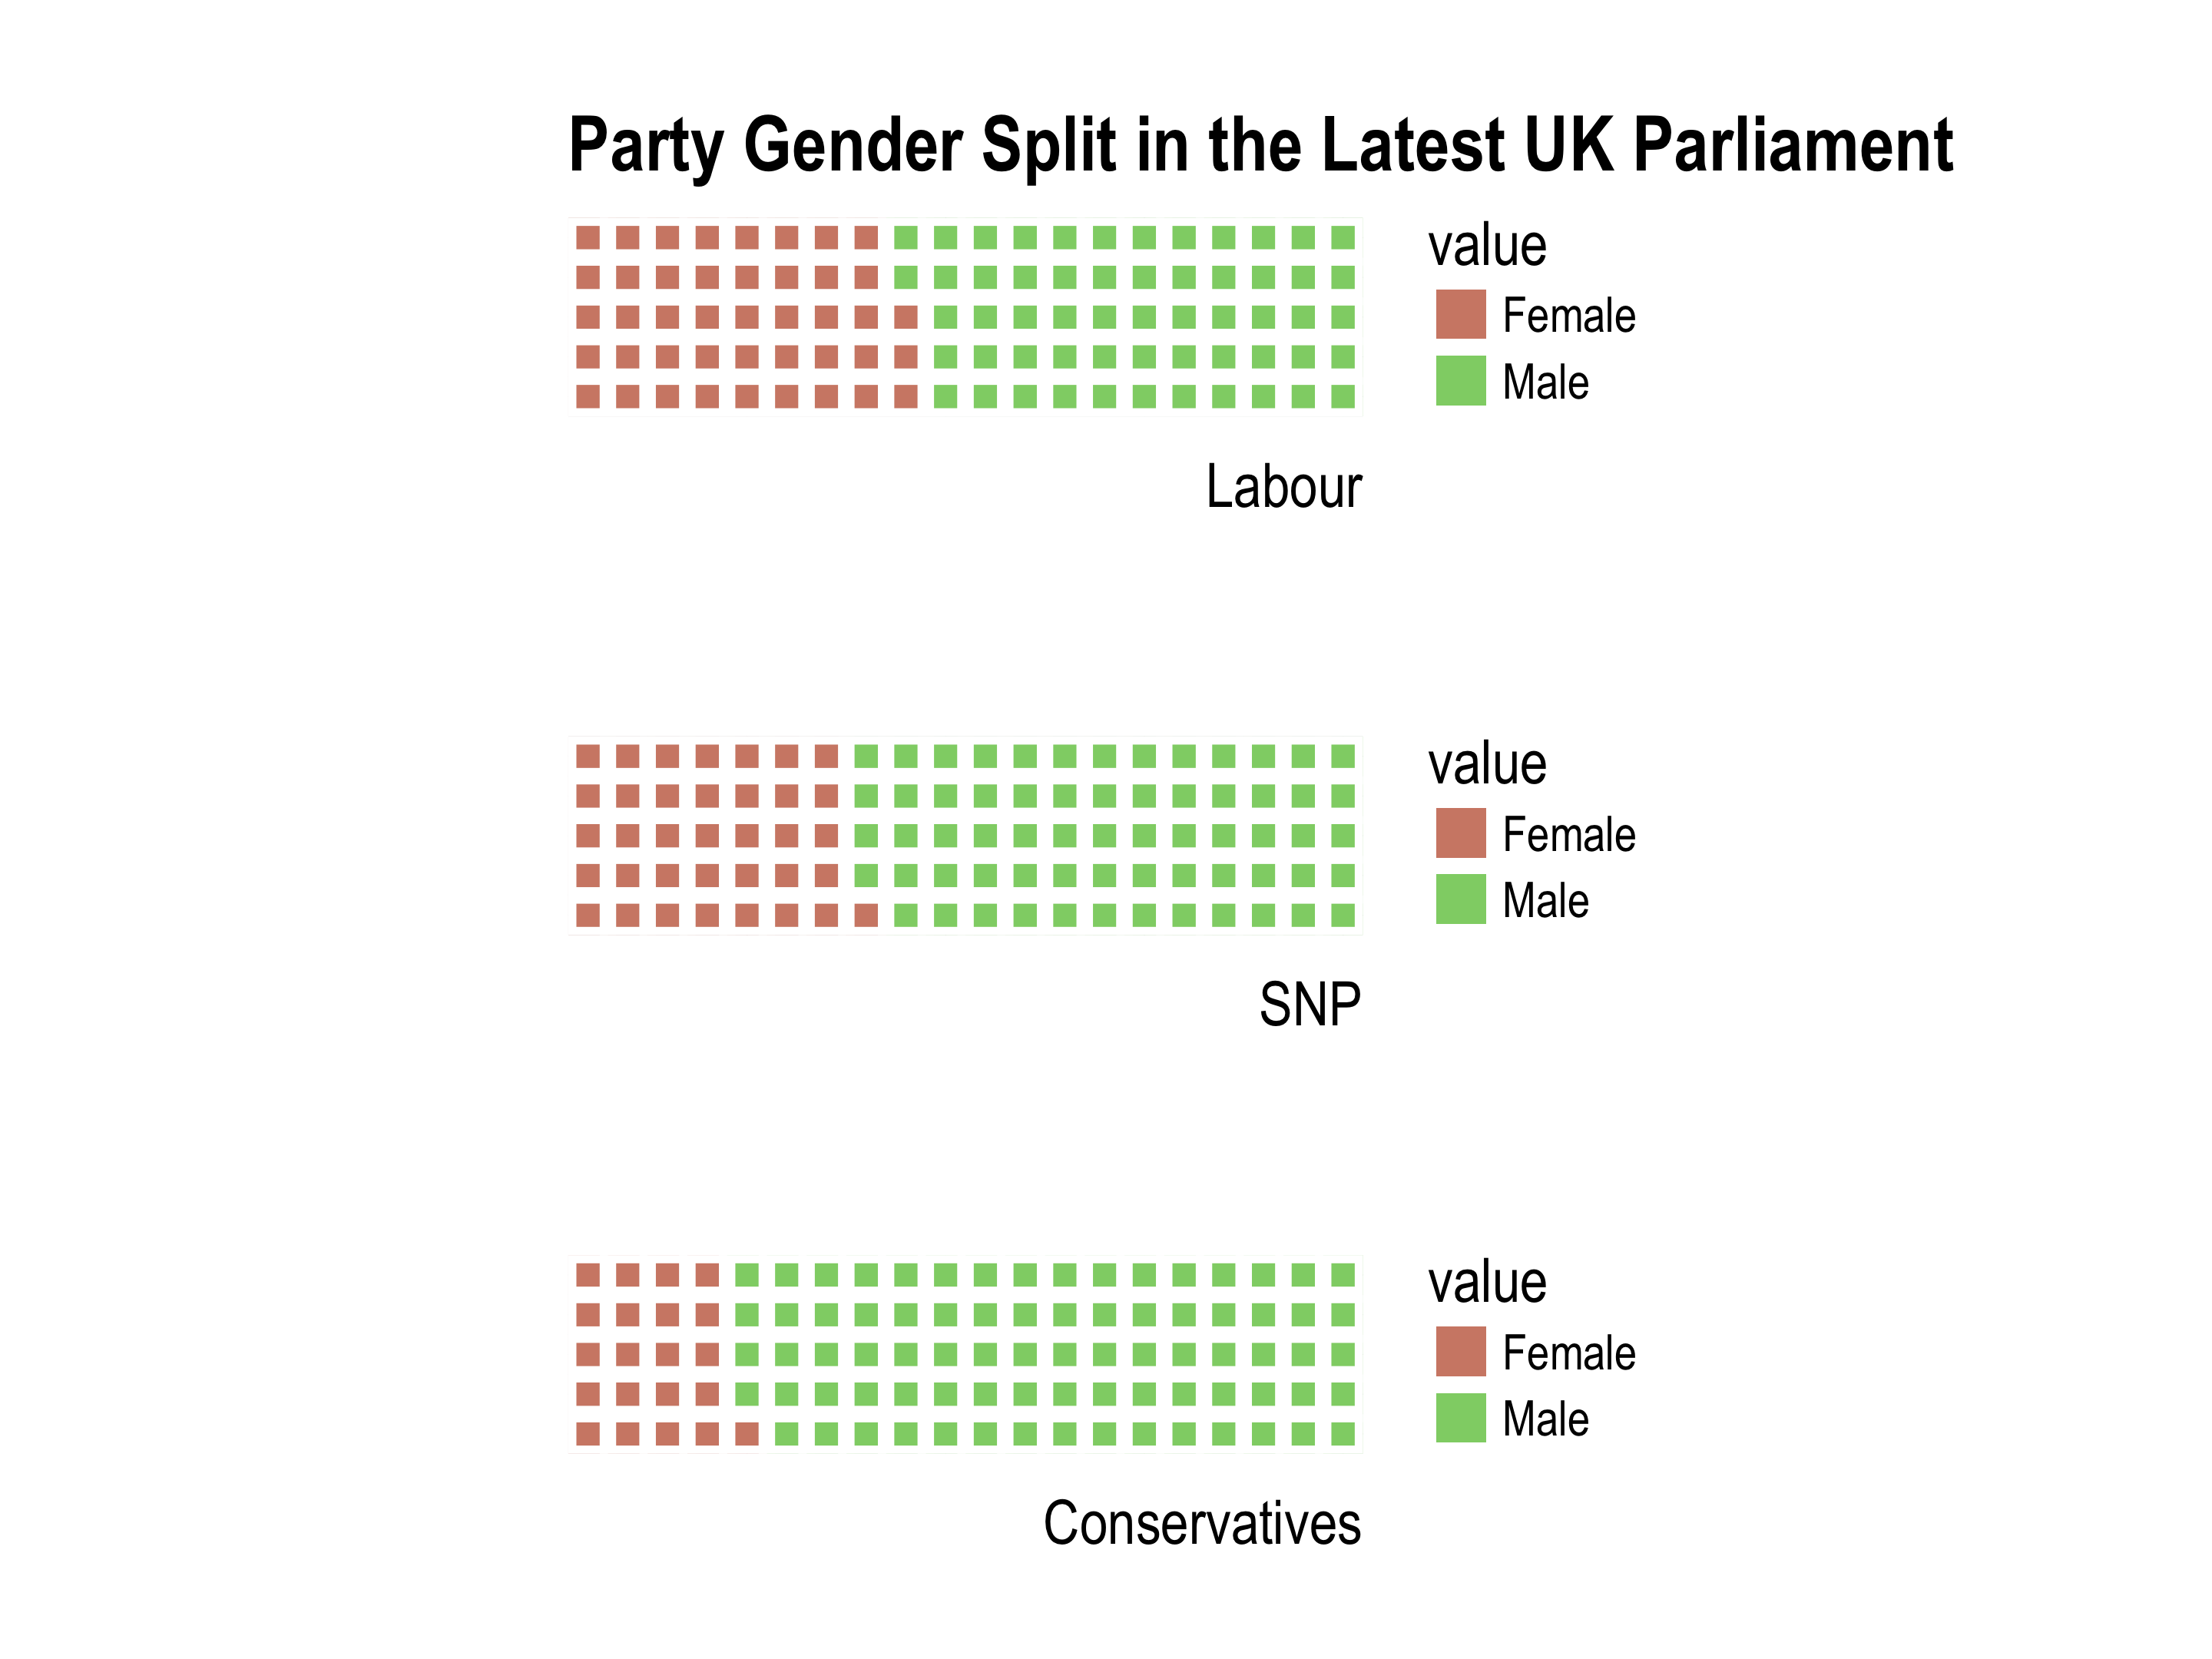 Party Gender Split in the Latest UK Parliament
value
Female
Male
Labour
value
Female
Male
SNP
value
Female
Male
Conservatives